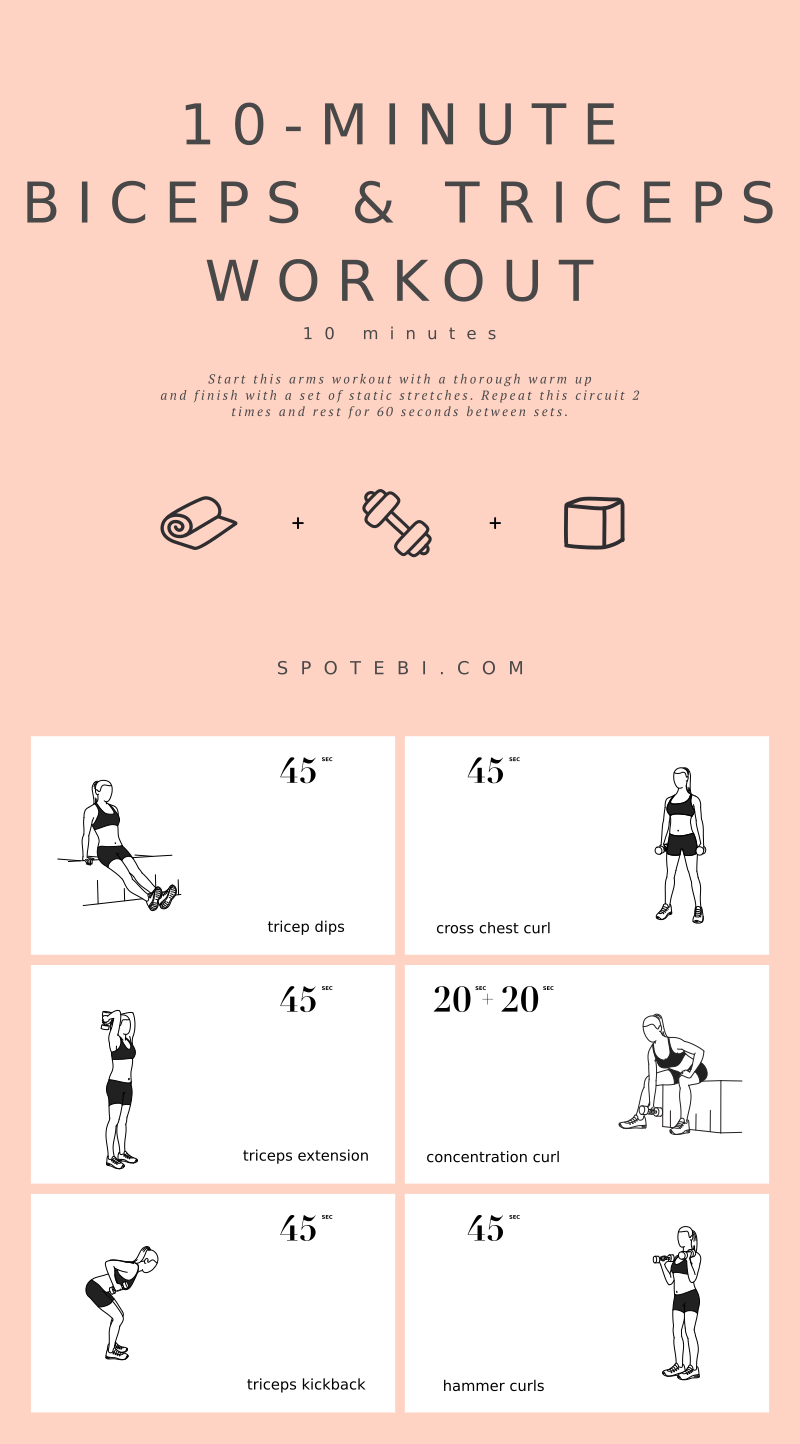 10-MINUTE
BICEPS & TRICEPS
WORKOUT
10 minutes
Start this arms workout with a thorough warm up
and finish with a set of static stretches. Repeat this circuit 2
times and rest for 60 seconds between sets.
+ +
SPOTEBI.COM
45 SEC
tricep dips
45 SEC
cross chest curl
45 SEC
triceps extension
20 SEC + 20 SEC
concentration curl
45 SEC
triceps kickback
45 SEC
hammer curls